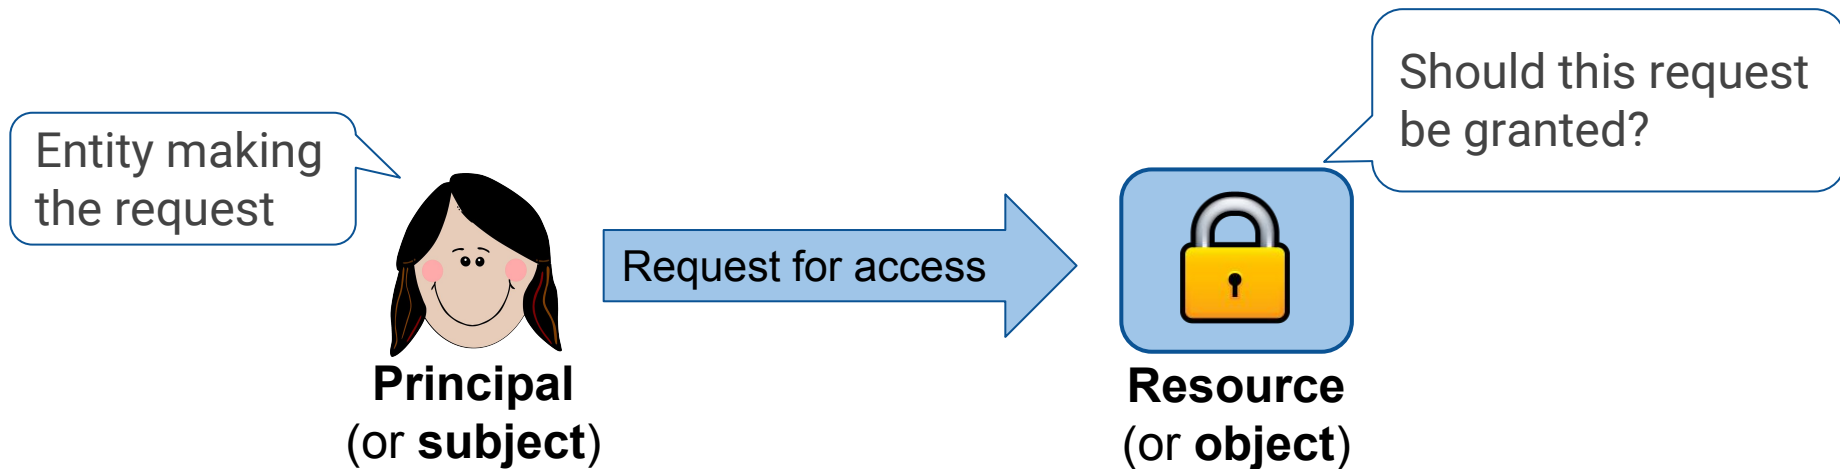 Entity making
the request
Principal
(or subject)
Request for access
Should this request
be granted?
Resource
(or object)